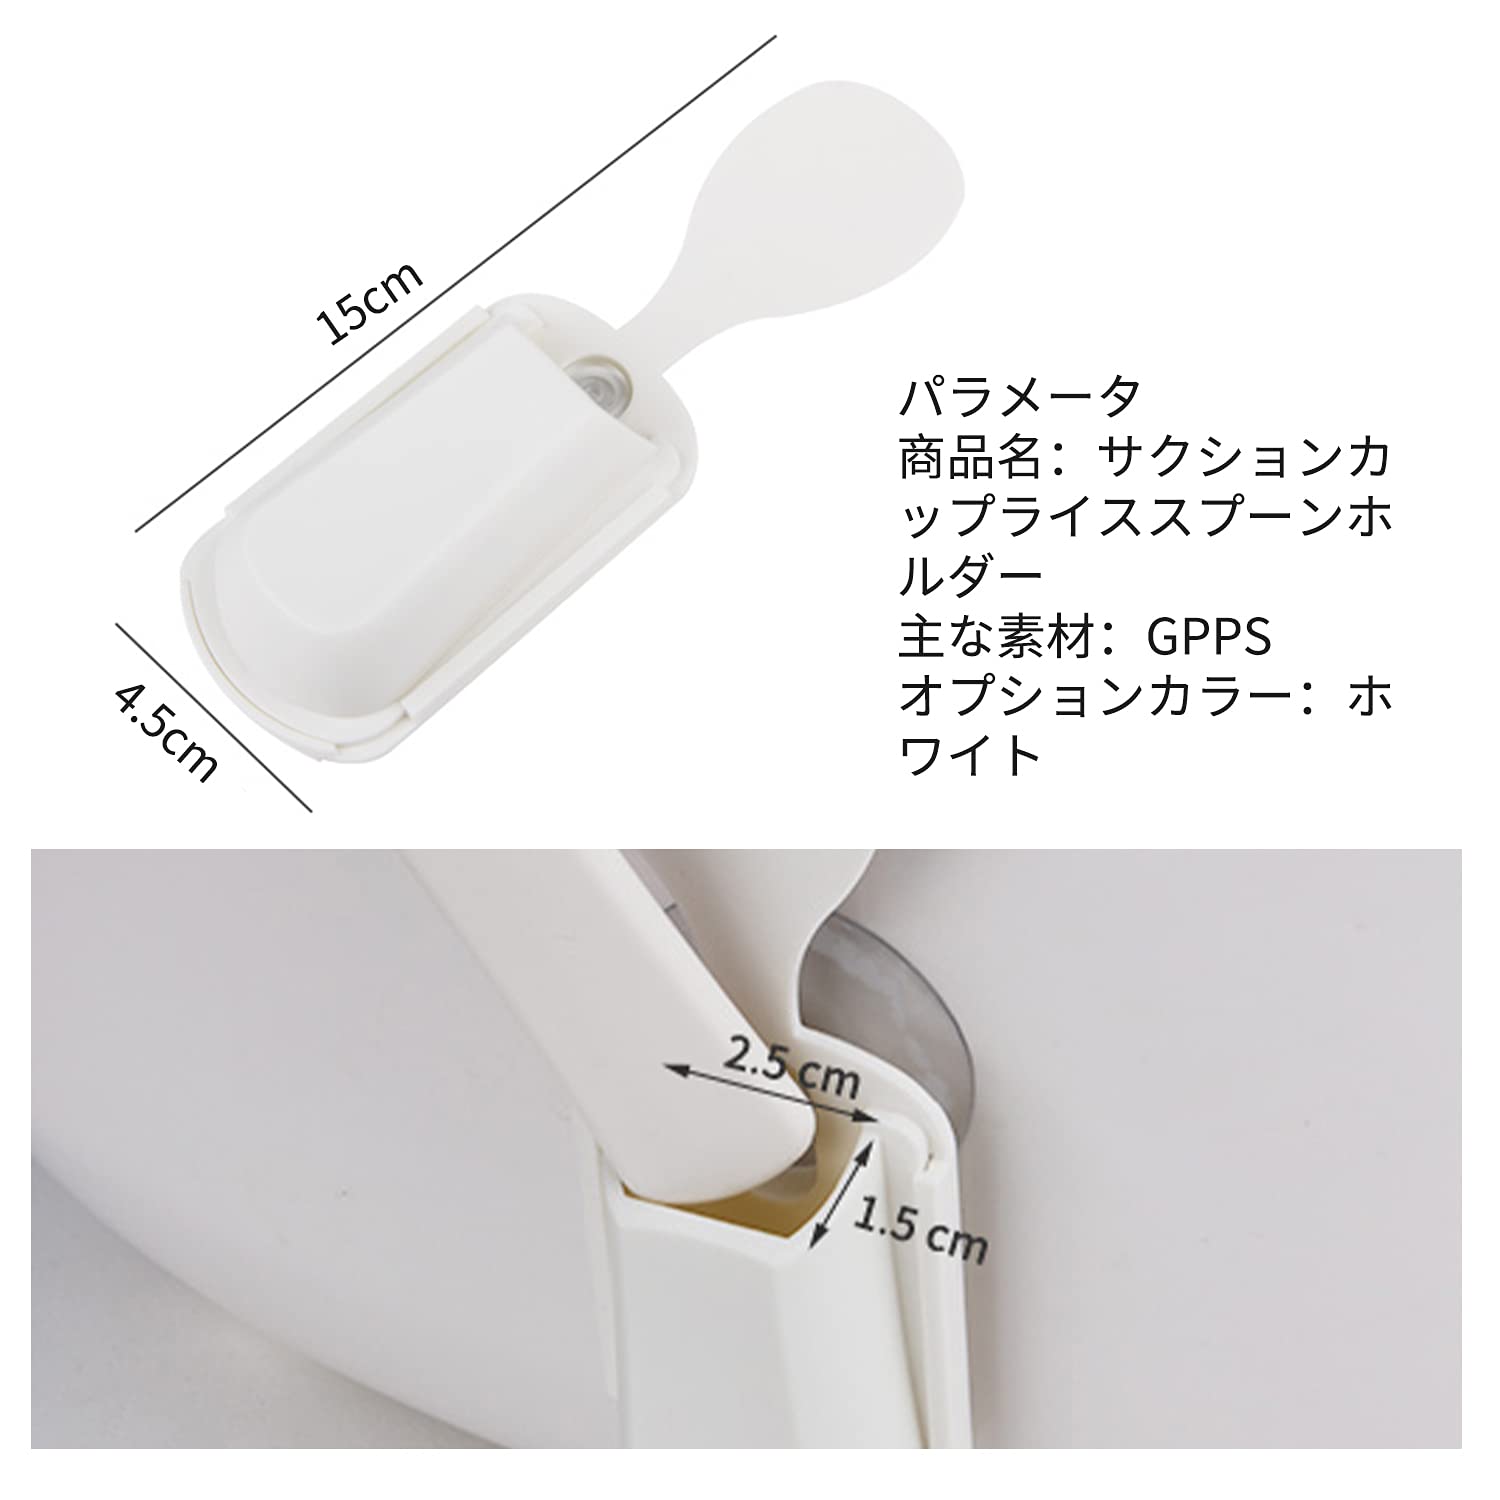 15cm
4.5cm
パラメータ
商品名：サクションカ
ップライススプーンホ
ルダー
主な素材：GPPS
オプションカラー：ホ
ワイト
2.5 cm
1.5 cm